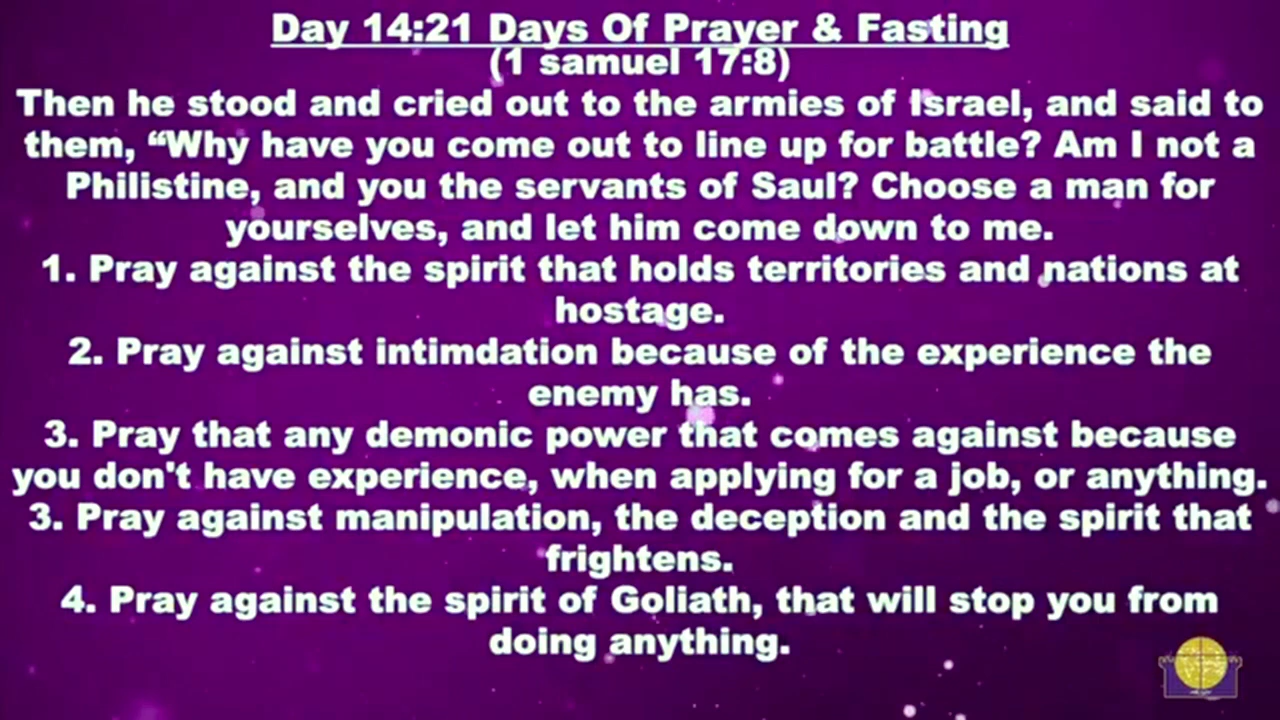 Day 14:21 Days Of Prayer & Fasting
(1 samuel 17:8)
Then he stood and cried out to the armies of Israel, and said to
them, “Why have you come out to line up for battle? Am I not a
Philistine, and you the servants of Saul? Choose a man for
yourselves, and let him come down to me.
1. Pray against the spirit that holds territories and nations at
hostage.
2. Pray against intimdation because of the experience the
enemy has.
3. Pray that any demonic power that comes against because
you don't have experience, when applying for a job, or anything.
3. Pray against manipulation, the deception and the spirit that
frightens.
4. Pray against the spirit of Goliath, that will stop you from
doing anything.